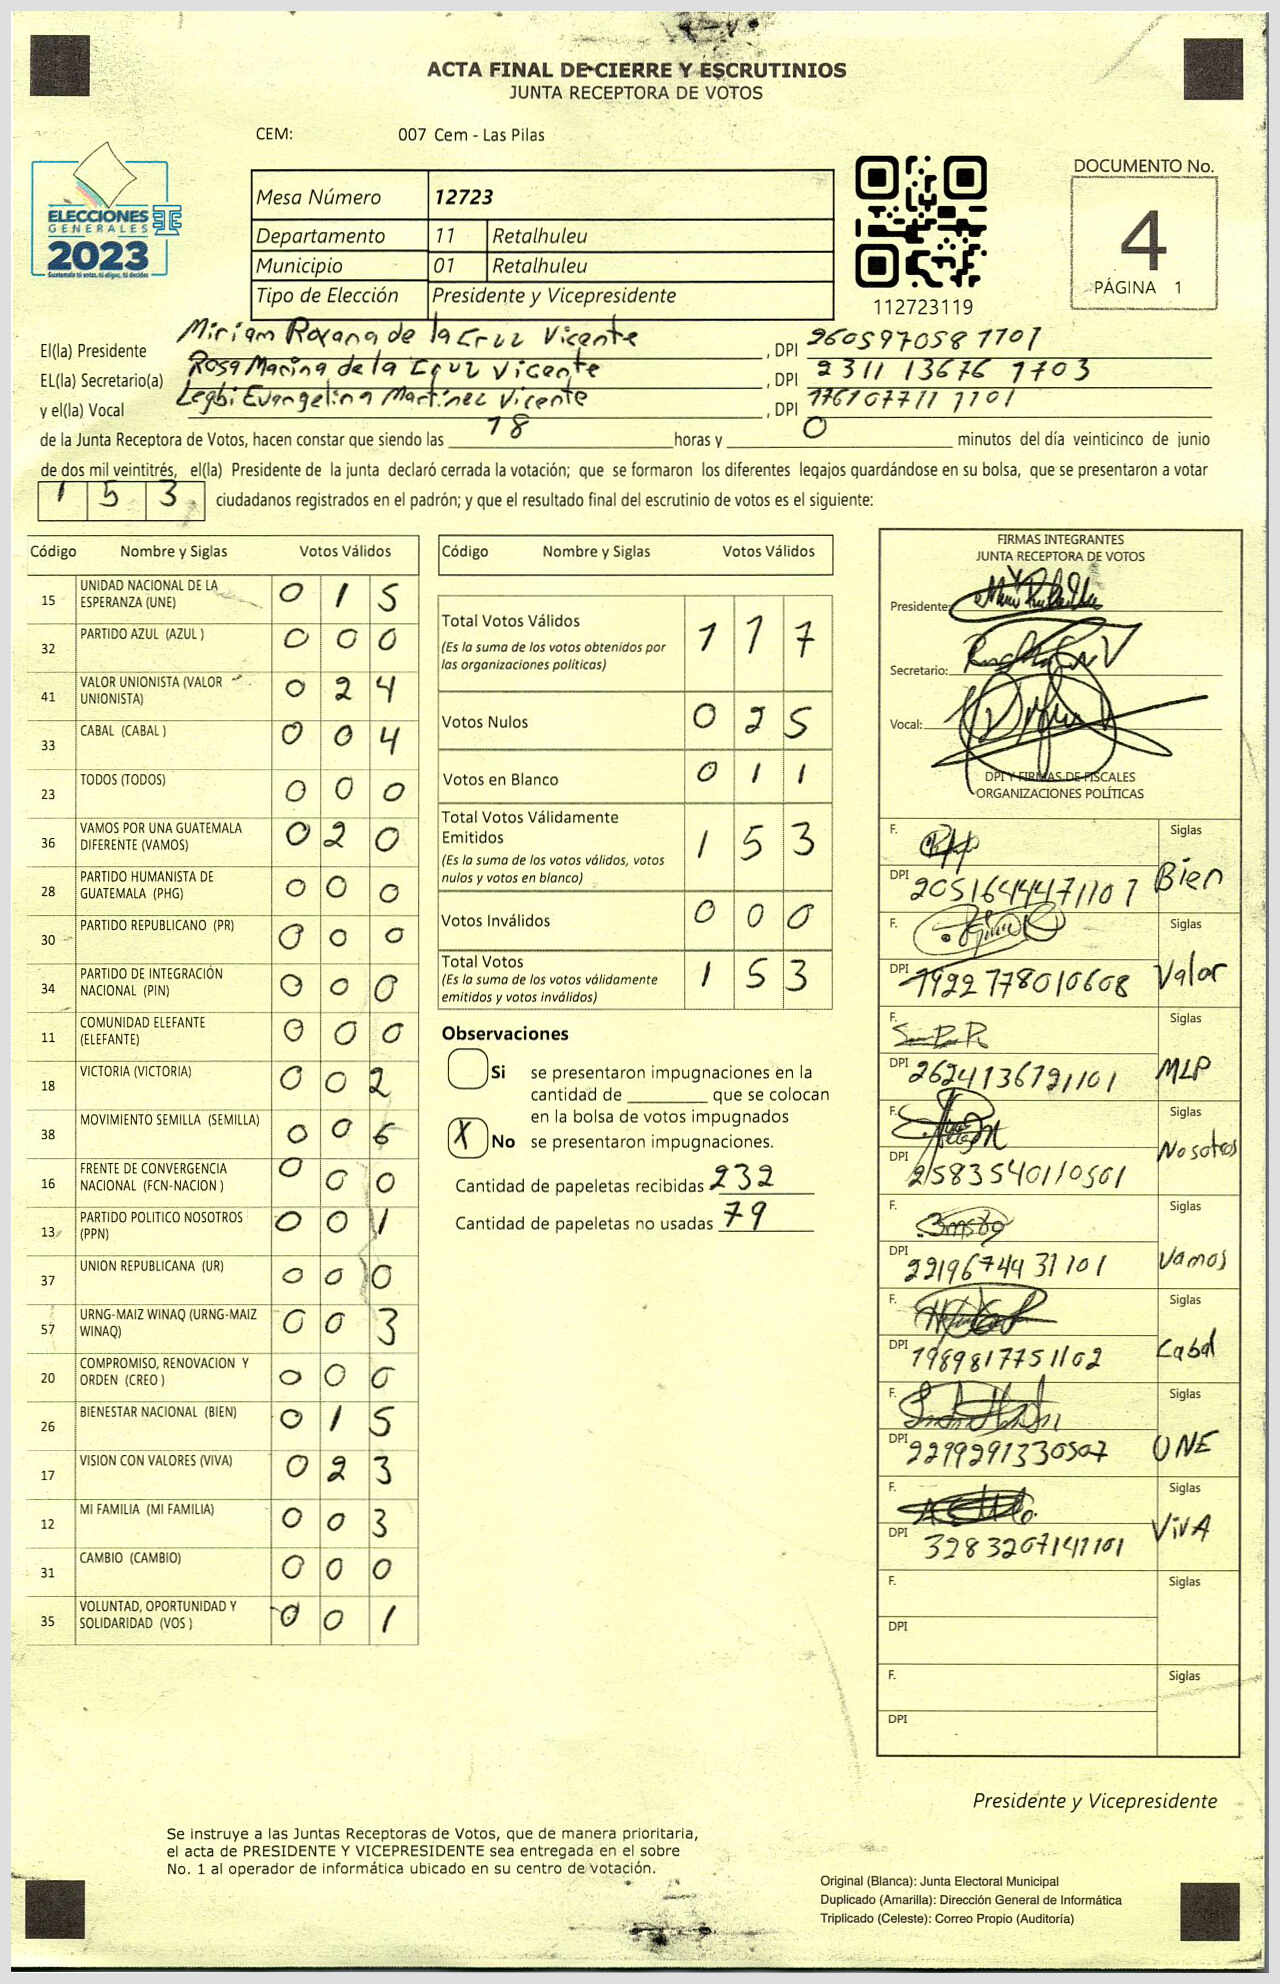 ACTA FINAL DE CIERRE Y ESCRUTINIOS
JUNTA RECEPTORA DE VOTOS
CEM: 007 Cem - Las Pilas
ELECCIONES
GENERALES
2023
Guatemala tú votas, tú eliges, tú decides
Mesa Número 12723
Departamento 11 Retalhuleu
Municipio 01 Retalhuleu
Tipo de Elección Presidente y Vicepresidente
112723119
DOCUMENTO No.
4
PÁGINA 1
El(la) Presidente Miriam Roxana de la Cruz Vicente , DPI 2605970581101
EL(la) Secretario(a) Rosa Marina de la Cruz Vicente , DPI 2311 13676 1703
y el(la) Vocal Legbi Evangelina Martinez Vicente , DPI 1761077111101
de la Junta Receptora de Votos, hacen constar que siendo las 18 horas y 0 minutos del día veinticinco de junio
de dos mil veintitrés, el(la) Presidente de la junta declaró cerrada la votación; que se formaron los diferentes legajos quardándose en su bolsa, que se presentaron a votar
1 5 3 ciudadanos registrados en el padrón; y que el resultado final del escrutinio de votos es el siguiente:
Código Nombre y Siglas Votos Válidos
15 UNIDAD NACIONAL DE LA ESPERANZA (UNE) 0 1 5
32 PARTIDO AZUL (AZUL ) 0 0 0
41 VALOR UNIONISTA (VALOR UNIONISTA) 0 2 4
33 CABAL (CABAL ) 0 0 4
23 TODOS (TODOS) 0 0 0
36 VAMOS POR UNA GUATEMALA DIFERENTE (VAMOS) 0 2 0
28 PARTIDO HUMANISTA DE GUATEMALA (PHG) 0 0 0
30 PARTIDO REPUBLICANO (PR) 0 0 0
34 PARTIDO DE INTEGRACIÓN NACIONAL (PIN) 0 0 0
11 COMUNIDAD ELEFANTE (ELEFANTE) 0 0 0
18 VICTORIA (VICTORIA) 0 0 2
38 MOVIMIENTO SEMILLA (SEMILLA) 0 0 6
16 FRENTE DE CONVERGENCIA NACIONAL (FCN-NACION ) 0 0 0
13 PARTIDO POLITICO NOSOTROS (PPN) 0 0 1
37 UNION REPUBLICANA (UR) 0 0 0
57 URNG-MAIZ WINAQ (URNG-MAIZ WINAQ) 0 0 3
20 COMPROMISO, RENOVACION Y ORDEN (CREO ) 0 0 0
26 BIENESTAR NACIONAL (BIEN) 0 1 5
17 VISION CON VALORES (VIVA) 0 2 3
12 MI FAMILIA (MI FAMILIA) 0 0 3
31 CAMBIO (CAMBIO) 0 0 0
35 VOLUNTAD, OPORTUNIDAD Y SOLIDARIDAD (VOS ) 0 0 1
Código Nombre y Siglas Votos Válidos
Total Votos Válidos 1 1 7
(Es la suma de los votos obtenidos por
las organizaciones políticas)
Votos Nulos 0 2 5
Votos en Blanco 0 1 1
Total Votos Válidamente
Emitidos 1 5 3
(Es la suma de los votos válidos, votos
nulos y votos en blanco)
Votos Inválidos 0 0 0
Total Votos 1 5 3
(Es la suma de los votos válidamente
emitidos y votos inválidos)
Observaciones
Si se presentaron impugnaciones en la
cantidad de ________ que se colocan
en la bolsa de votos impugnados
X No se presentaron impugnaciones.
Cantidad de papeletas recibidas 232
Cantidad de papeletas no usadas 79
FIRMAS INTEGRANTES
JUNTA RECEPTORA DE VOTOS
Presidente:
Secretario:
Vocal:
DPI Y FIRMAS DE FISCALES
ORGANIZACIONES POLÍTICAS
F. Siglas
DPI 2051644471101 Bien
F. Siglas
DPI 1922778010608 Valor
F. Siglas
DPI 2624136721101 MLP
F. Siglas
DPI 2583540110501 Nosotros
F. Siglas
DPI 2219674431101 Vamos
F. Siglas
DPI 1989817751102 Cabal
F. Siglas
DPI 2299291330507 UNE
F. Siglas
DPI 3283207141101 VivA
F. Siglas
DPI
F. Siglas
DPI
Presidente y Vicepresidente
Se instruye a las Juntas Receptoras de Votos, que de manera prioritaria,
el acta de PRESIDENTE Y VICEPRESIDENTE sea entregada en el sobre
No. 1 al operador de informática ubicado en su centro de votación.
Original (Blanca): Junta Electoral Municipal
Duplicado (Amarilla): Dirección General de Informática
Triplicado (Celeste): Correo Propio (Auditoría)